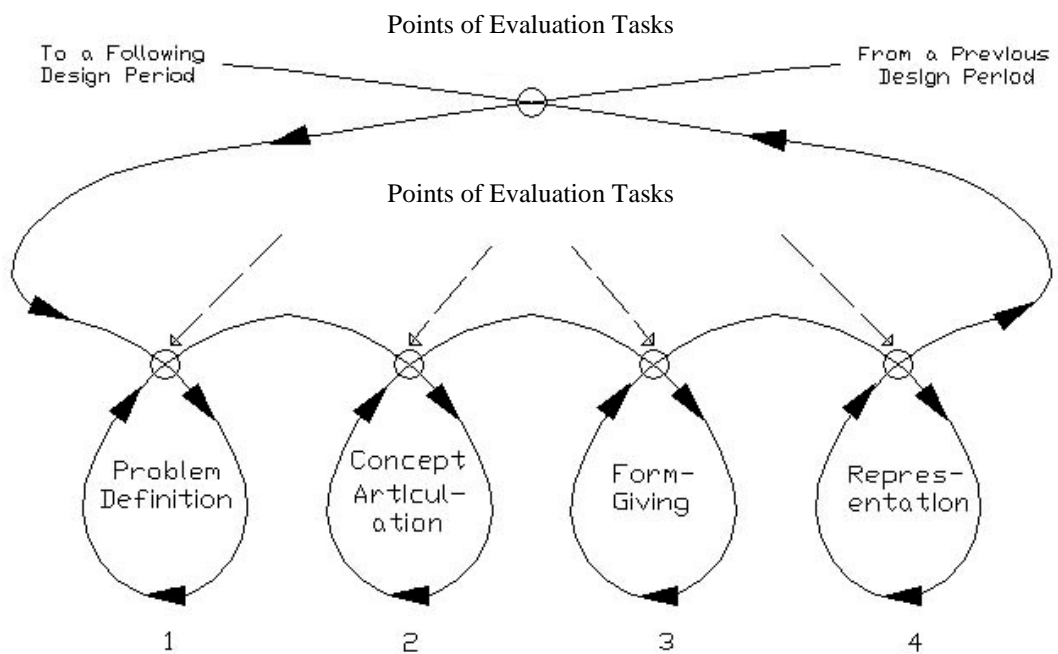 Points of Evaluation Tasks
To a Following
Design Period
From a Previous
Design Period
Points of Evaluation Tasks
Problem
Definition
Concept
Articul-
ation
Form-
Giving
Repres-
entation
1
2
3
4